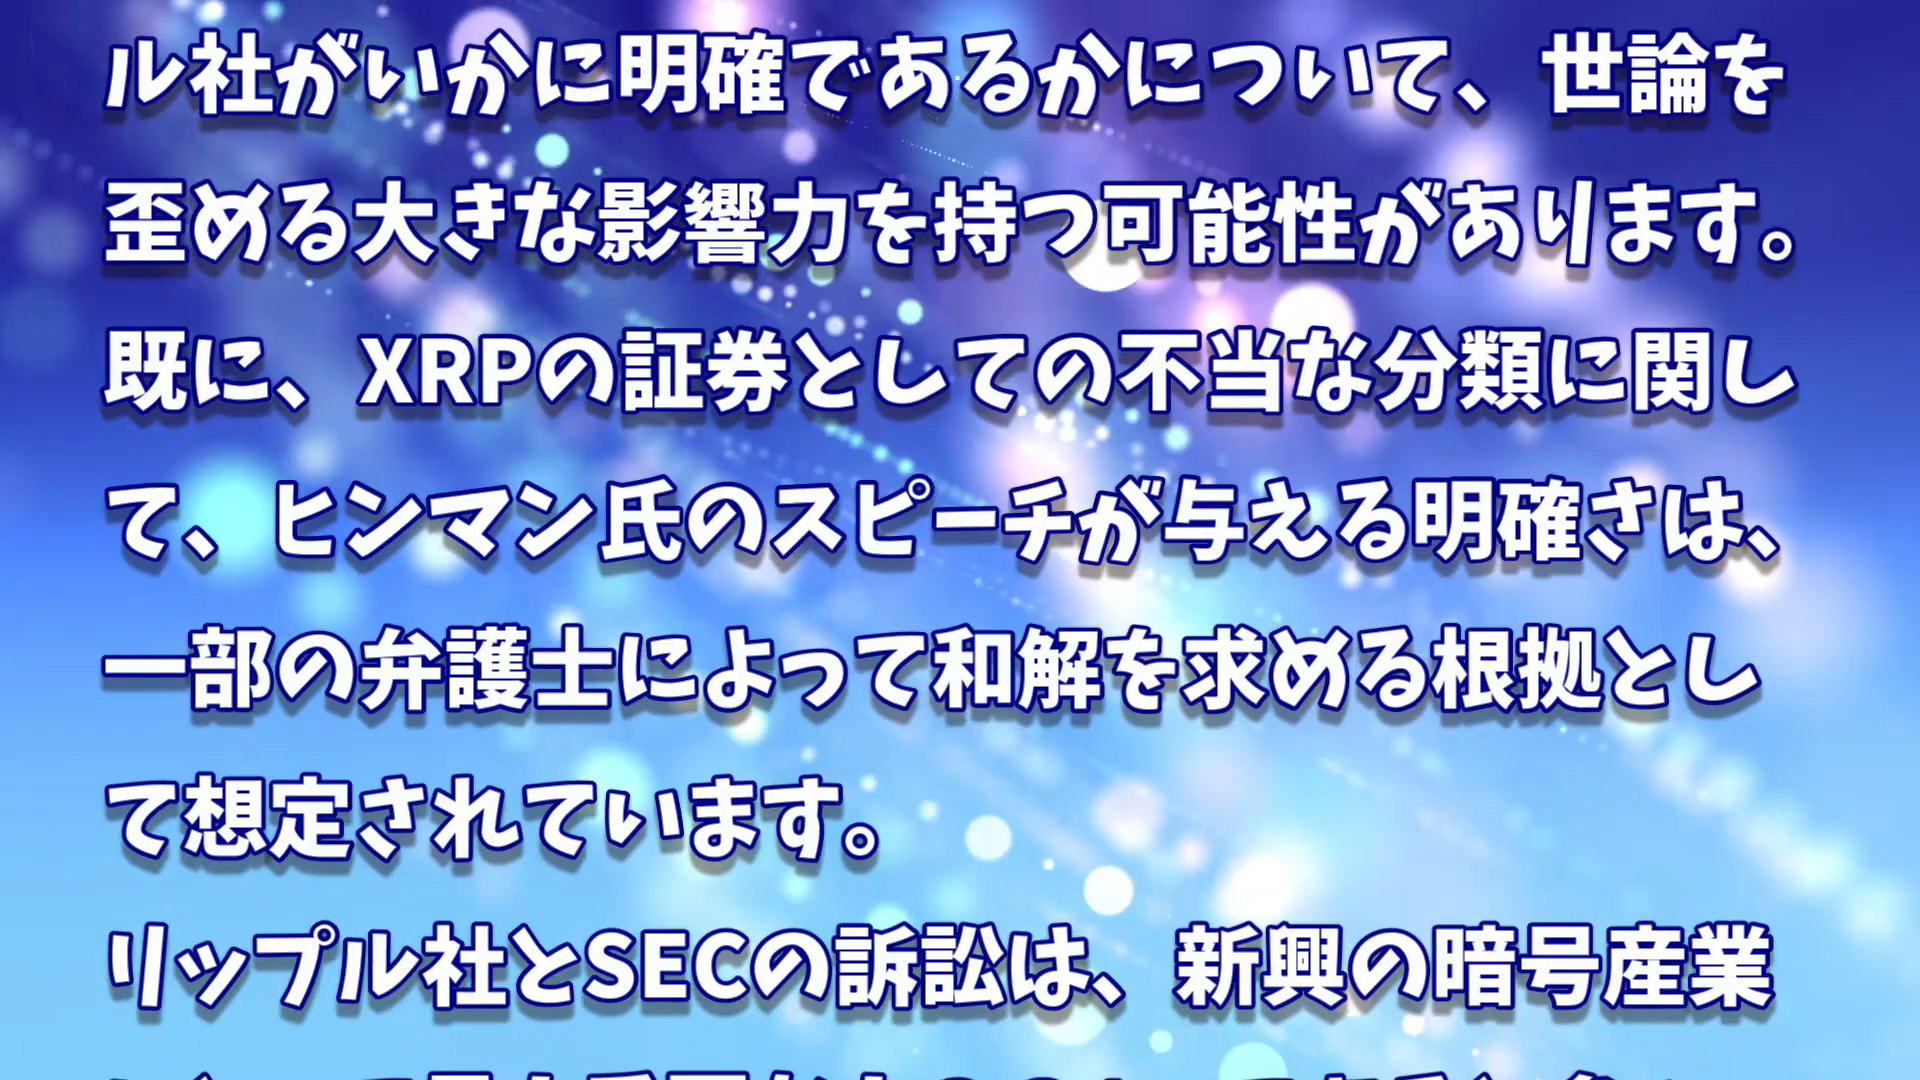 ル社がいかに明確であるかについて、世論を
歪める大きな影響力を持つ可能性があります。
既に、XRPの証券としての不当な分類に関し
て、ヒンマン氏のスピーチが与える明確さは、
一部の弁護士によって和解を求める根拠とし
て想定されています。
リップル社とSECの訴訟は、新興の暗号産業